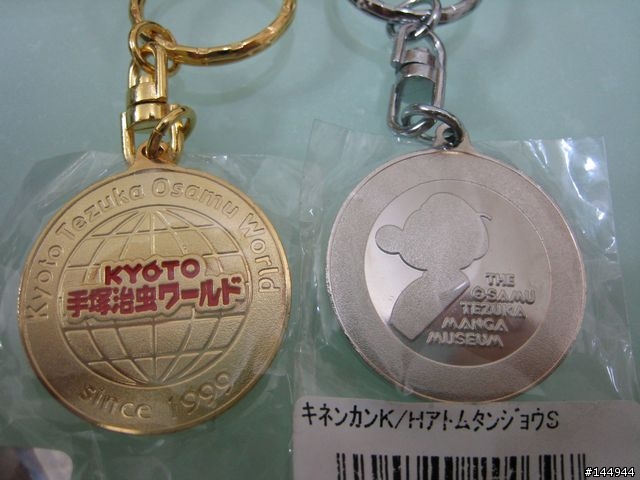 Kyoto Tezuka Osamu World
KYOTO
手塚治虫ワールド
since 1999
THE
OSAMU
TEZUKA
MANGA
MUSEUM
キネンカンK/HアトムタンジョウS
#144944